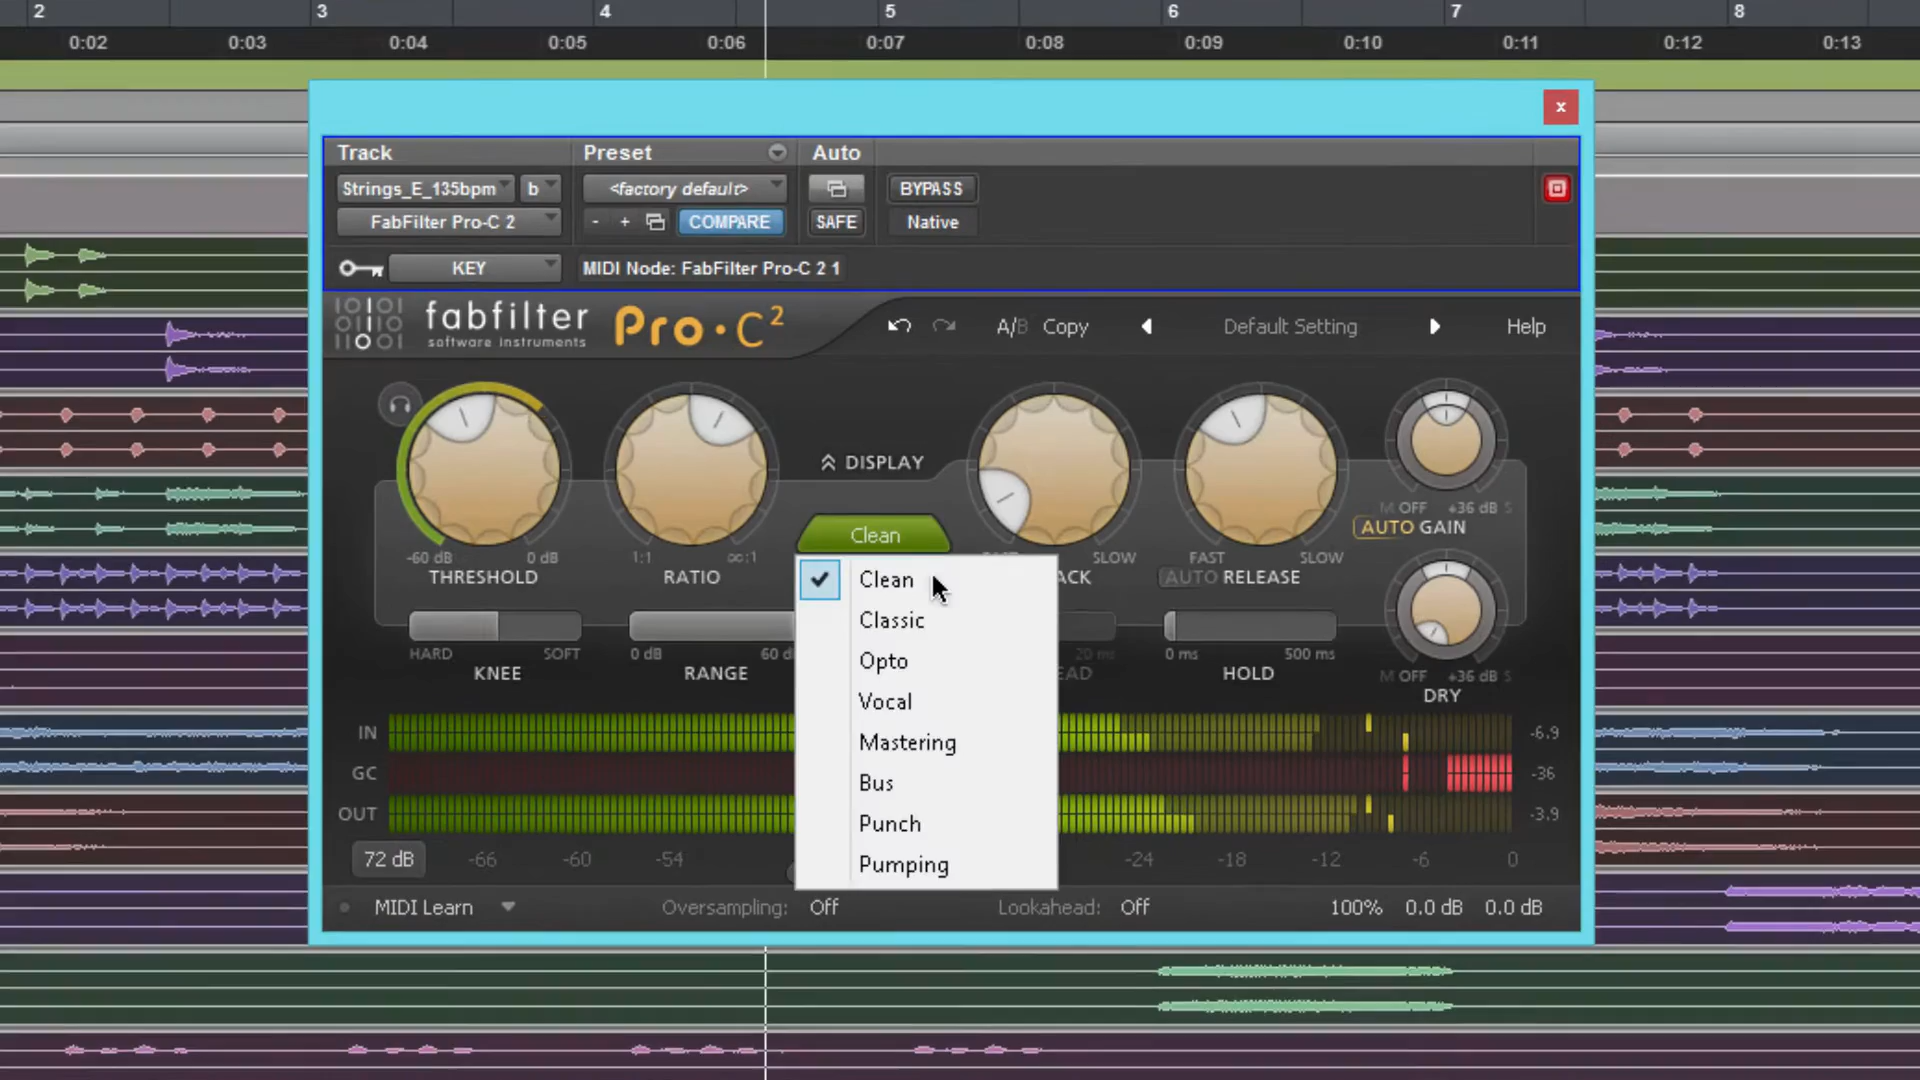 2 3 4 5 6 7 8
0:02 0:03 0:04 0:05 0:06 0:07 0:08 0:09 0:10 0:11 0:12 0:13
x
Track Preset Auto
Strings_E_135bpm b <factory default> BYPASS
FabFilter Pro-C 2 - + COMPARE SAFE Native
KEY MIDI Node: FabFilter Pro-C 2 1
fabfilter Pro·C2
software instruments
A/B Copy Default Setting Help
DISPLAY
M OFF +36 dB S
AUTO GAIN
Clean
-60 dB 0 dB 1:1 ∞:1 SLOW FAST SLOW
THRESHOLD RATIO ACK AUTO RELEASE
Clean
Classic
Opto
Vocal
Mastering
Bus
Punch
Pumping
HARD SOFT 0 dB 60 d 20 ms 0 ms 500 ms
KNEE RANGE EAD HOLD
M OFF +36 dB S
DRY
IN -6.9
GC -36
OUT -3.9
72 dB -66 -60 -54 -24 -18 -12 -6 0
MIDI Learn Oversampling: Off Lookahead: Off 100% 0.0 dB 0.0 dB